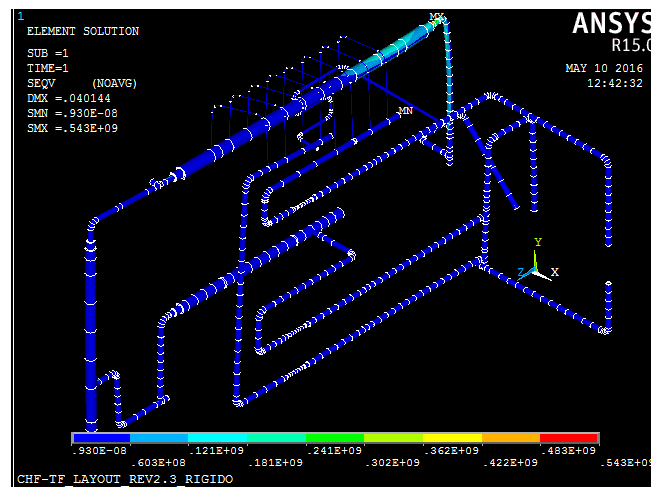 1
ELEMENT SOLUTION
SUB =1
TIME=1
SEQV (NOAVG)
DMX =.040144
SMN =.930E-08
SMX =.543E+09
ANSYS
R15.0
MAY 10 2016
12:42:32
MX
MN
Y
Z X
.930E-08 .121E+09 .241E+09 .362E+09 .483E+09
.603E+08 .181E+09 .302E+09 .422E+09 .543E+09
CHF-TF_LAYOUT_REV2.3_RIGIDO